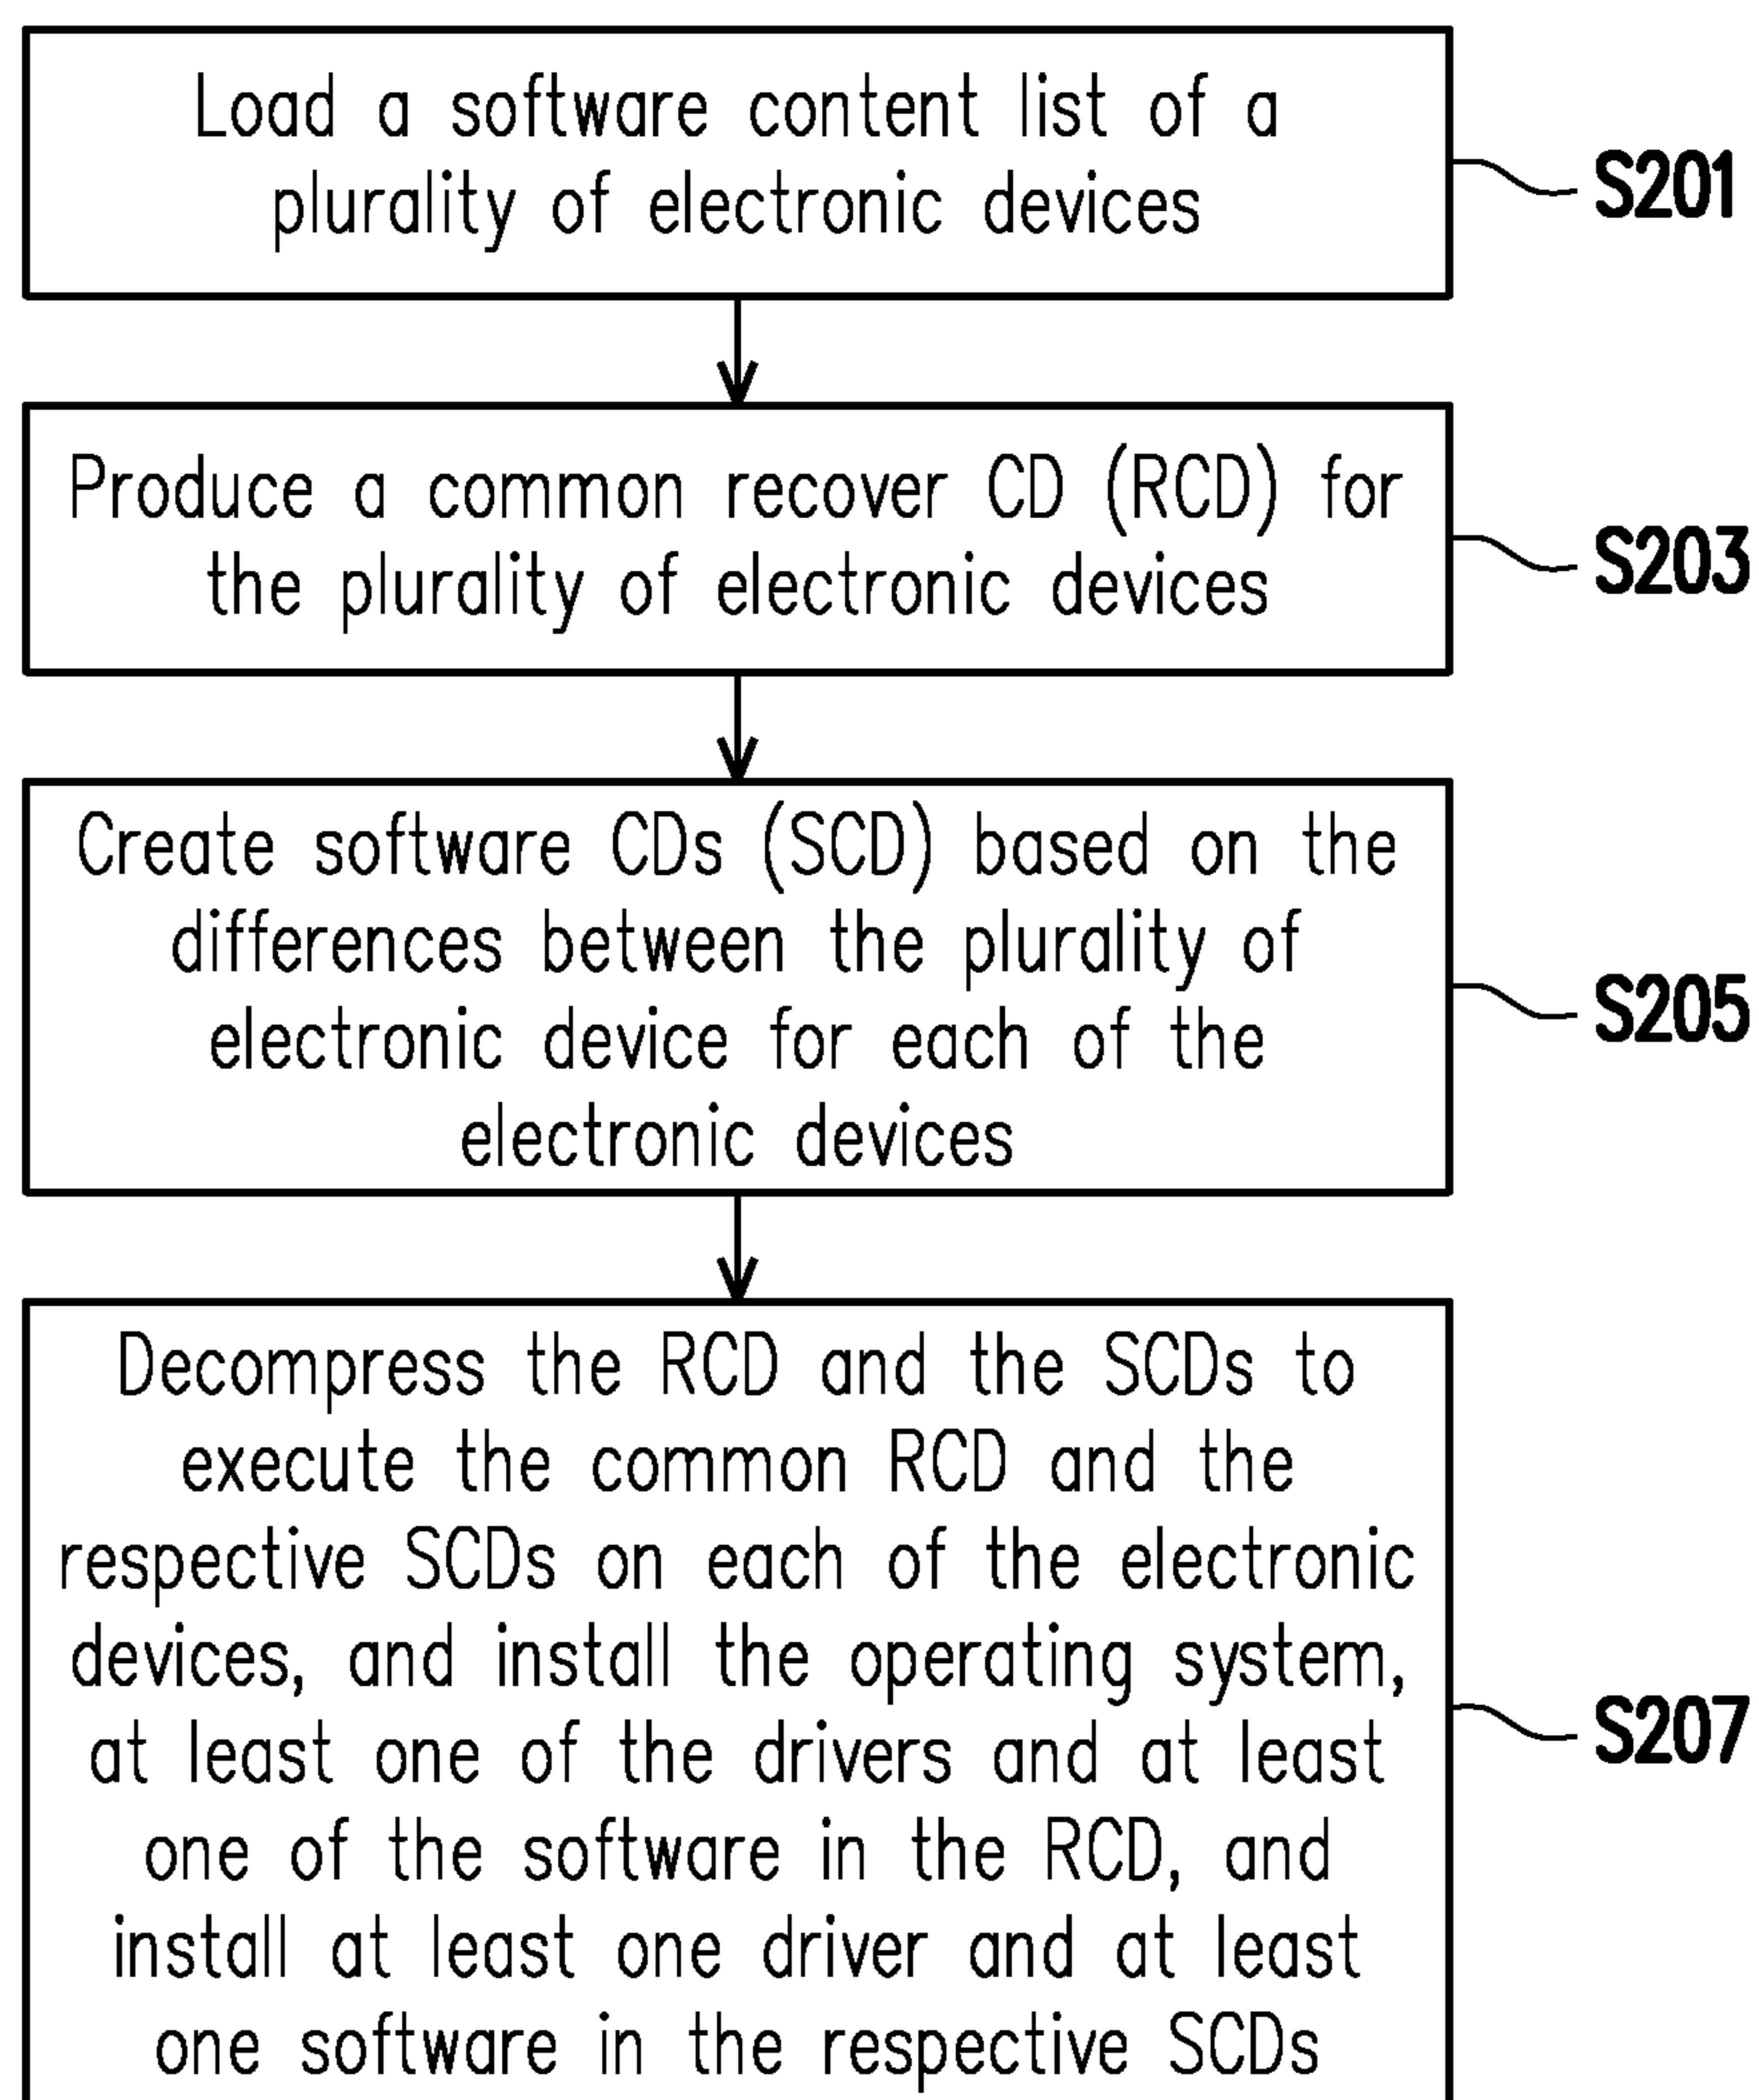 Load a software content list of a
plurality of electronic devices
S201
Produce a common recover CD (RCD) for
the plurality of electronic devices
S203
Create software CDs (SCD) based on the
differences between the plurality of
electronic device for each of the
electronic devices
S205
Decompress the RCD and the SCDs to
execute the common RCD and the
respective SCDs on each of the electronic
devices, and install the operating system,
at least one of the drivers and at least
one of the software in the RCD, and
install at least one driver and at least
one software in the respective SCDs
S207